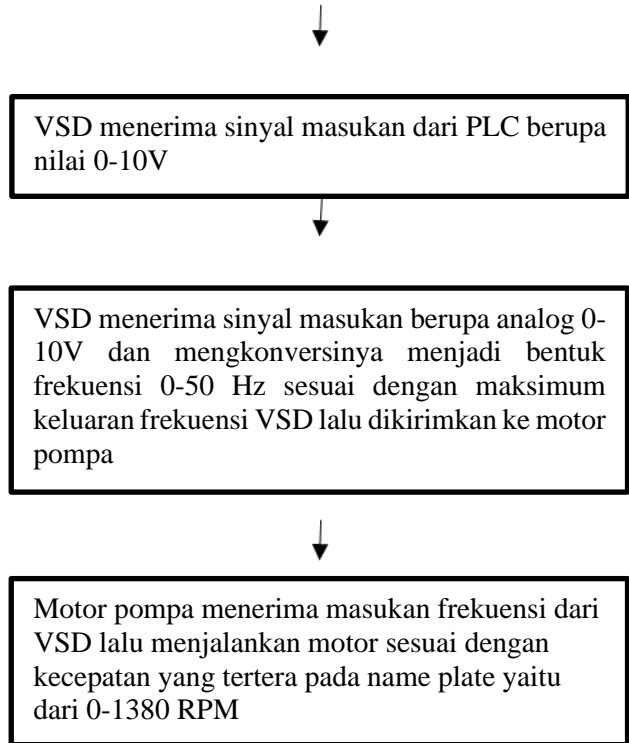 VSD menerima sinyal masukan dari PLC berupa
nilai 0-10V
VSD menerima sinyal masukan berupa analog 0-
10V dan mengkonversinya menjadi bentuk
frekuensi 0-50 Hz sesuai dengan maksimum
keluaran frekuensi VSD lalu dikirimkan ke motor
pompa
Motor pompa menerima masukan frekuensi dari
VSD lalu menjalankan motor sesuai dengan
kecepatan yang tertera pada name plate yaitu
dari 0-1380 RPM